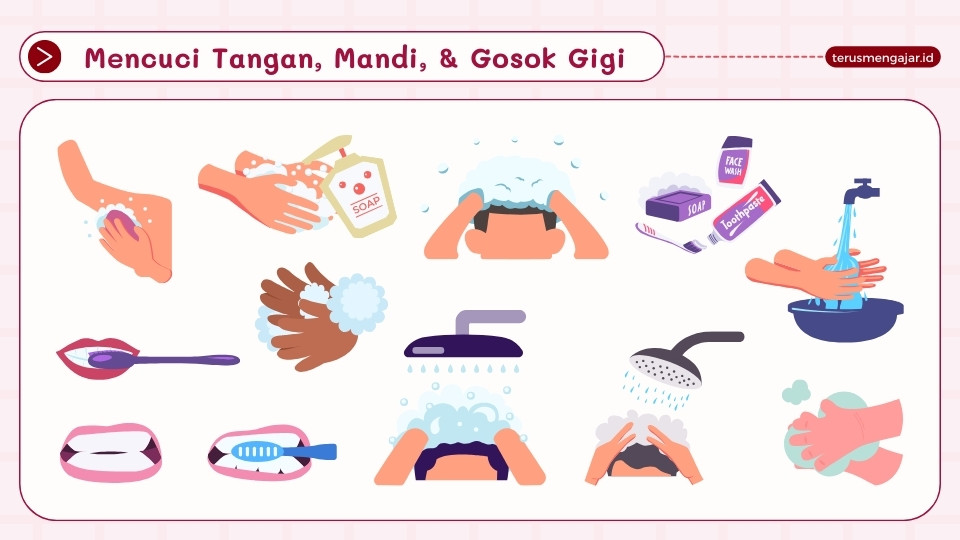 Mencuci Tangan, Mandi, & Gosok Gigi
terusmengajar.id
SOAP
FACE
WASH
SOAP
Toothpaste